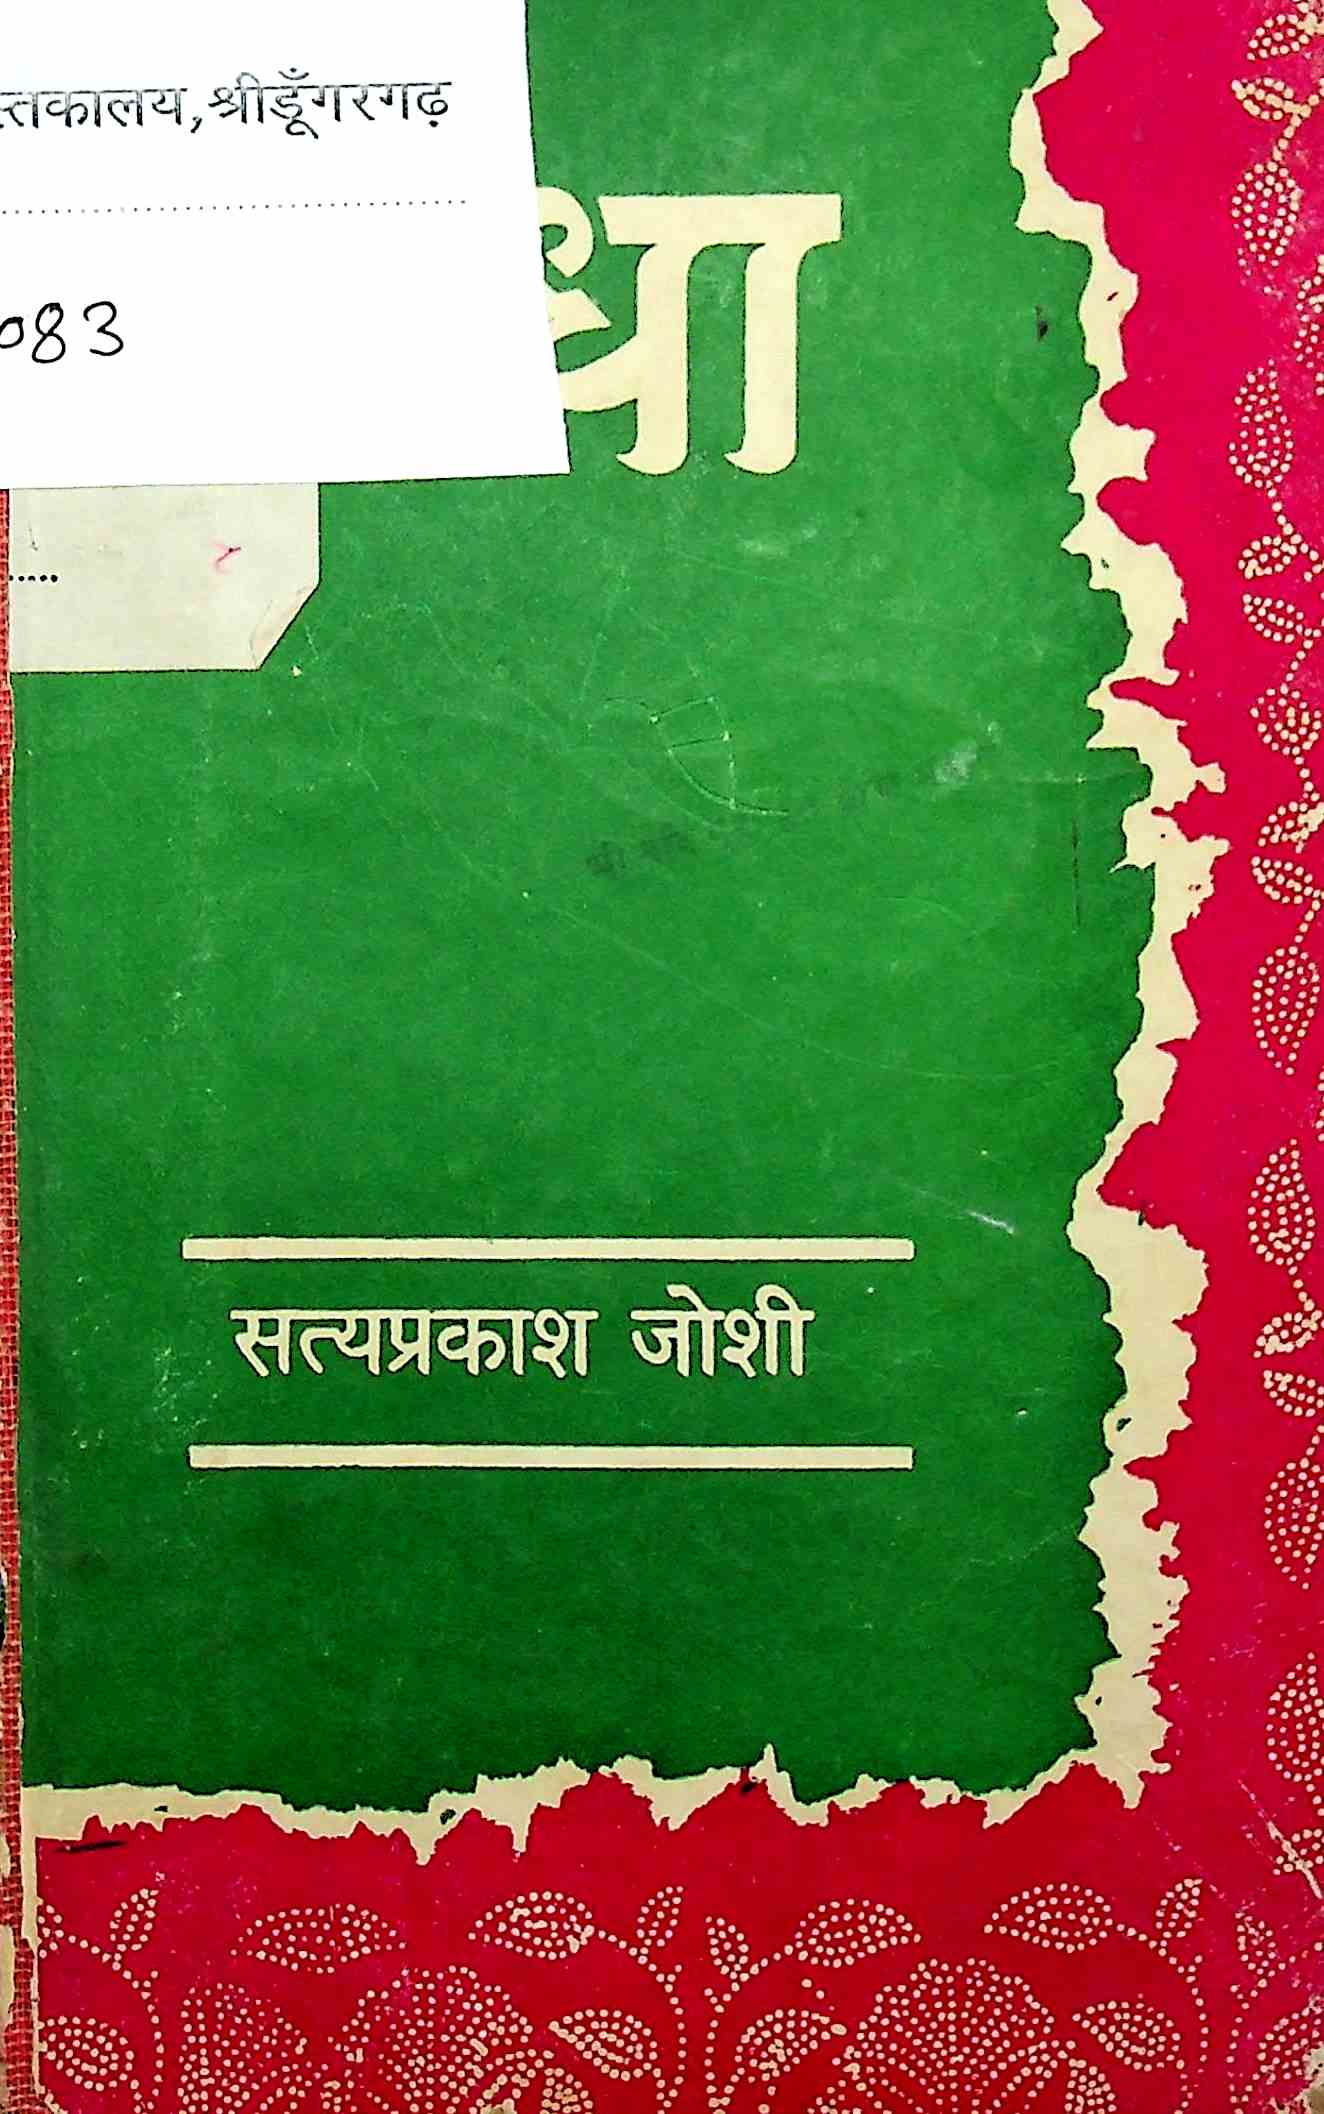 स्तकालय, श्रीडूँगरगढ़
083
धा
सत्यप्रकाश जोशी